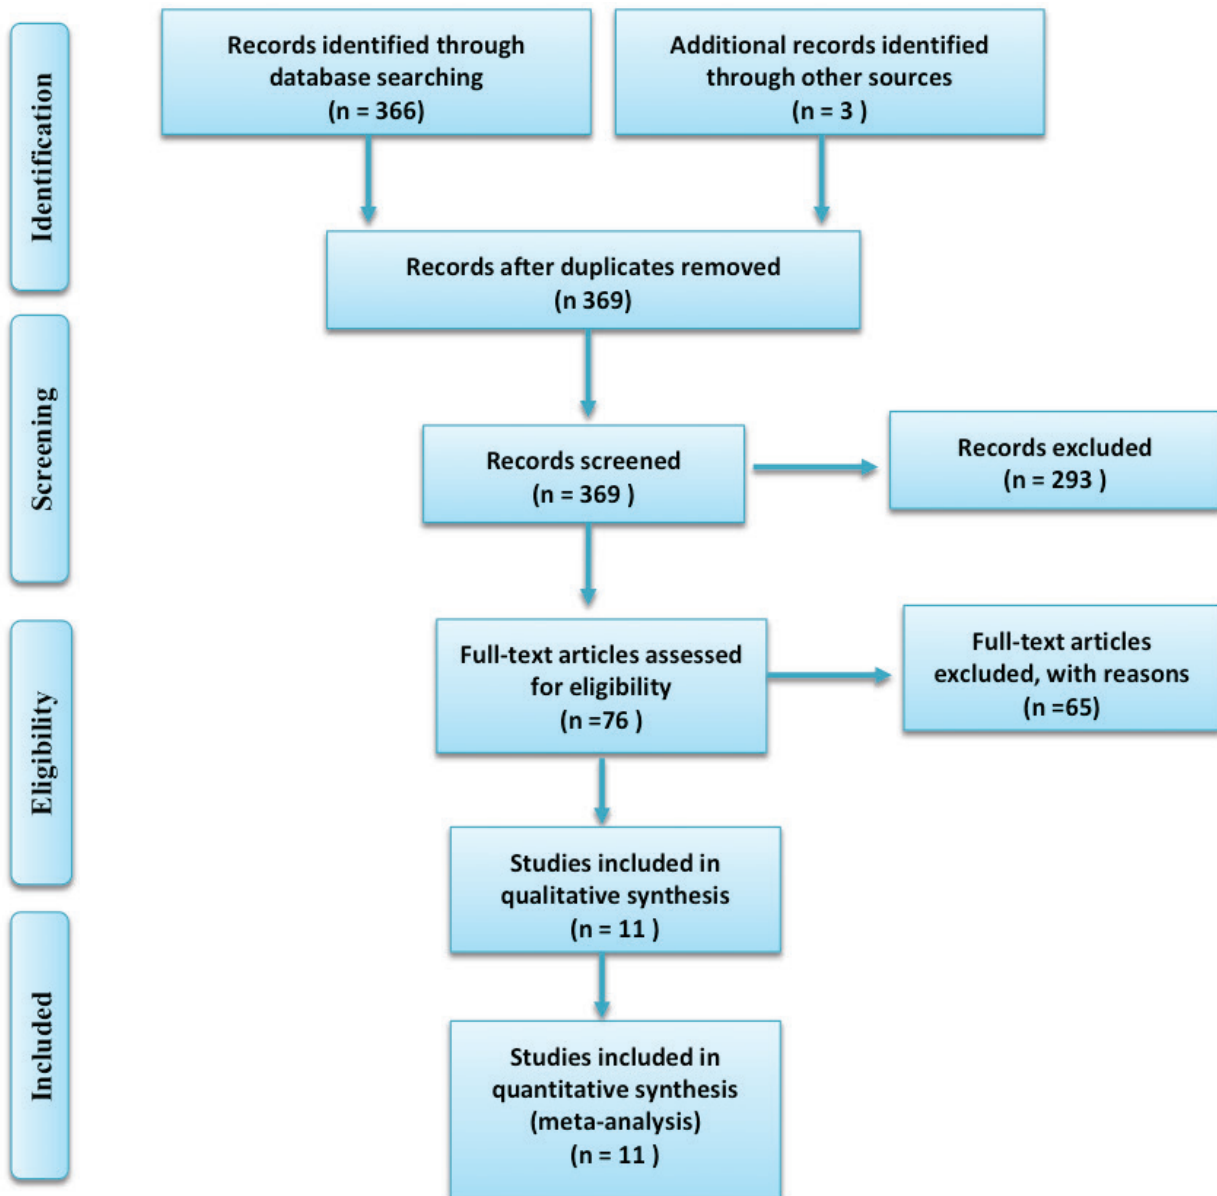 Identification
Records identified through
database searching
(n = 366)
Additional records identified
through other sources
(n = 3 )
Records after duplicates removed
(n 369)
Screening
Records screened
(n = 369 )
Records excluded
(n = 293 )
Eligibility
Full-text articles assessed
for eligibility
(n =76 )
Full-text articles
excluded, with reasons
(n =65)
Studies included in
qualitative synthesis
(n = 11 )
Included
Studies included in
quantitative synthesis
(meta-analysis)
(n = 11 )